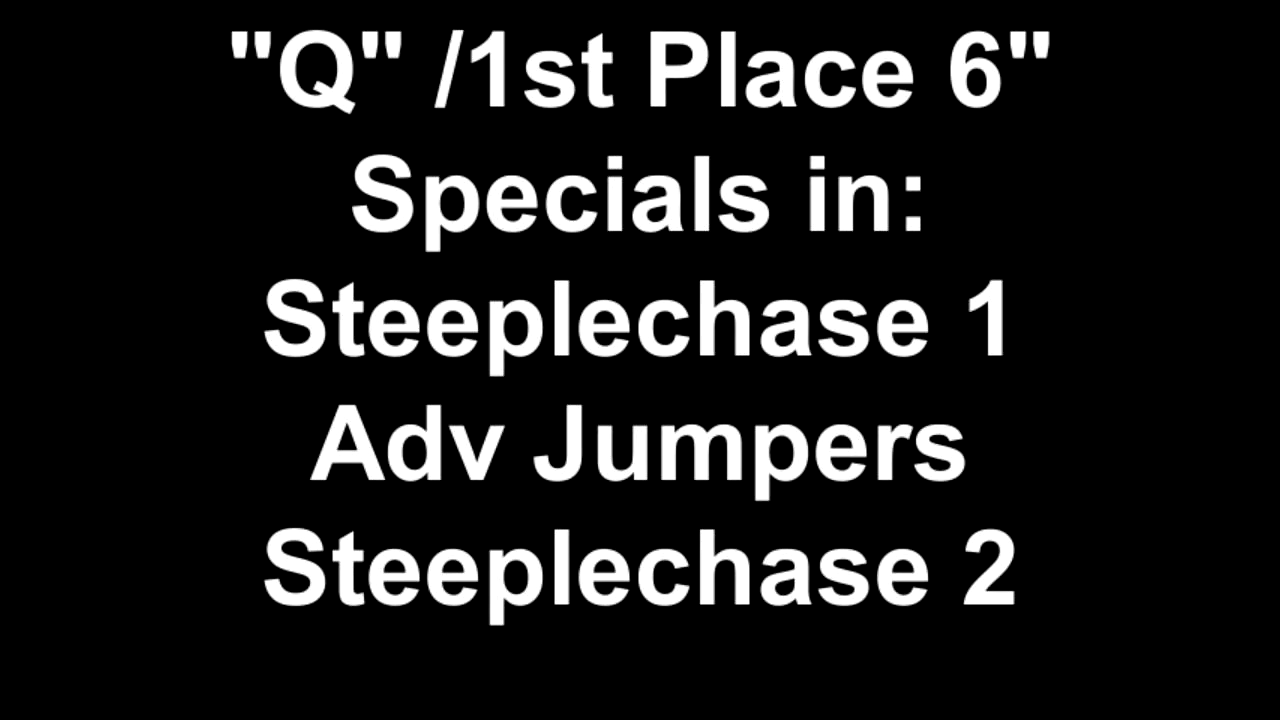 "Q" /1st Place 6"
Specials in:
Steeplechase 1
Adv Jumpers
Steeplechase 2